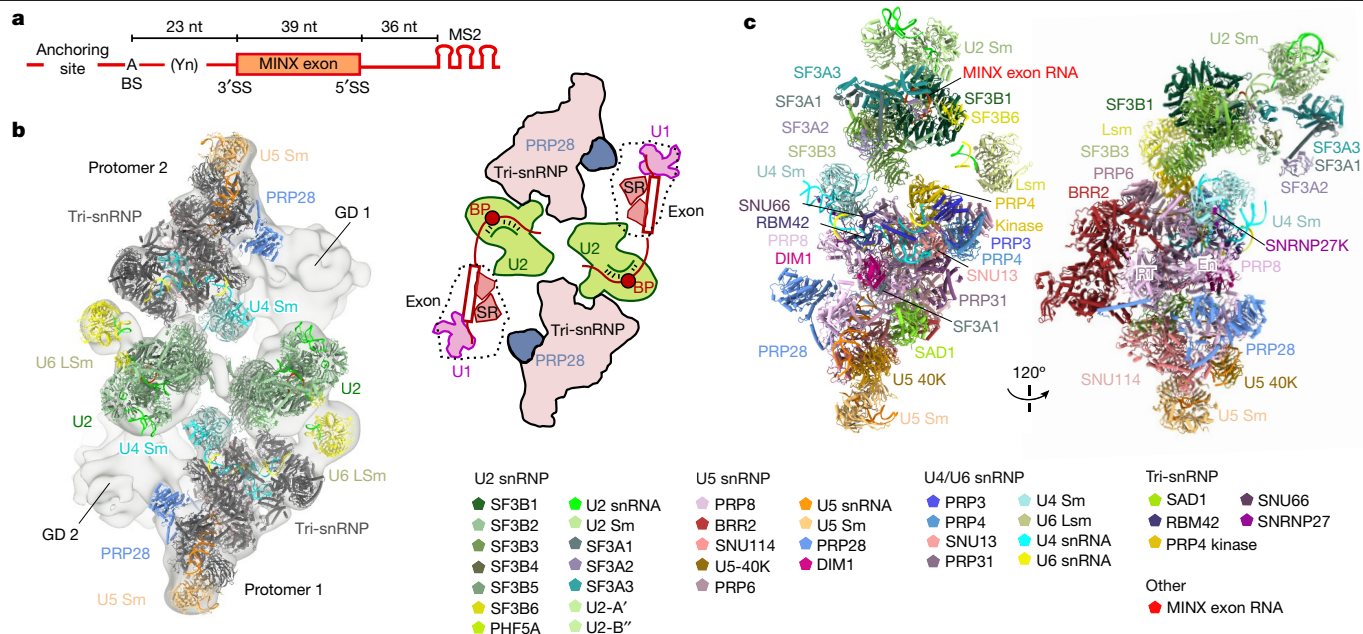 a
23 nt
39 nt
36 nt
MS2
Anchoring
site
A
BS
(Yn)
MINX exon
3′SS
5′SS
b
Protomer 2
U5 Sm
PRP28
Tri-snRNP
GD 1
U4 Sm
U6 LSm
U2
U2
U4 Sm
U6 LSm
GD 2
Tri-snRNP
PRP28
Protomer 1
U5 Sm
PRP28
Tri-snRNP
U1
SR
Exon
BP
U2
U2
BP
Exon
SR
Tri-snRNP
PRP28
U1
c
U2 Sm
SF3A3
MINX exon RNA
SF3A1
SF3B1
SF3B6
SF3A2
SF3B3
U4 Sm
Lsm
SNU66
PRP4
RBM42
Kinase
PRP8
PRP3
DIM1
PRP4
SNU13
PRP31
SF3A1
PRP28
SAD1
U5 40K
U5 Sm
120°
U2 Sm
SF3B1
Lsm
SF3B3
SF3A3
SF3A1
PRP6
SF3A2
BRR2
U4 Sm
SNRNP27K
En
PRP8
RT
PRP28
SNU114
U5 40K
U5 Sm
U2 snRNP
SF3B1
SF3B2
SF3B3
SF3B4
SF3B5
SF3B6
PHF5A
U2 snRNA
U2 Sm
SF3A1
SF3A2
SF3A3
U2-A′
U2-B″
U5 snRNP
PRP8
BRR2
SNU114
U5-40K
PRP6
U5 snRNA
U5 Sm
PRP28
DIM1
U4/U6 snRNP
PRP3
PRP4
SNU13
PRP31
U4 Sm
U6 Lsm
U4 snRNA
U6 snRNA
Tri-snRNP
SAD1
RBM42
PRP4 kinase
SNU66
SNRNP27
Other
MINX exon RNA